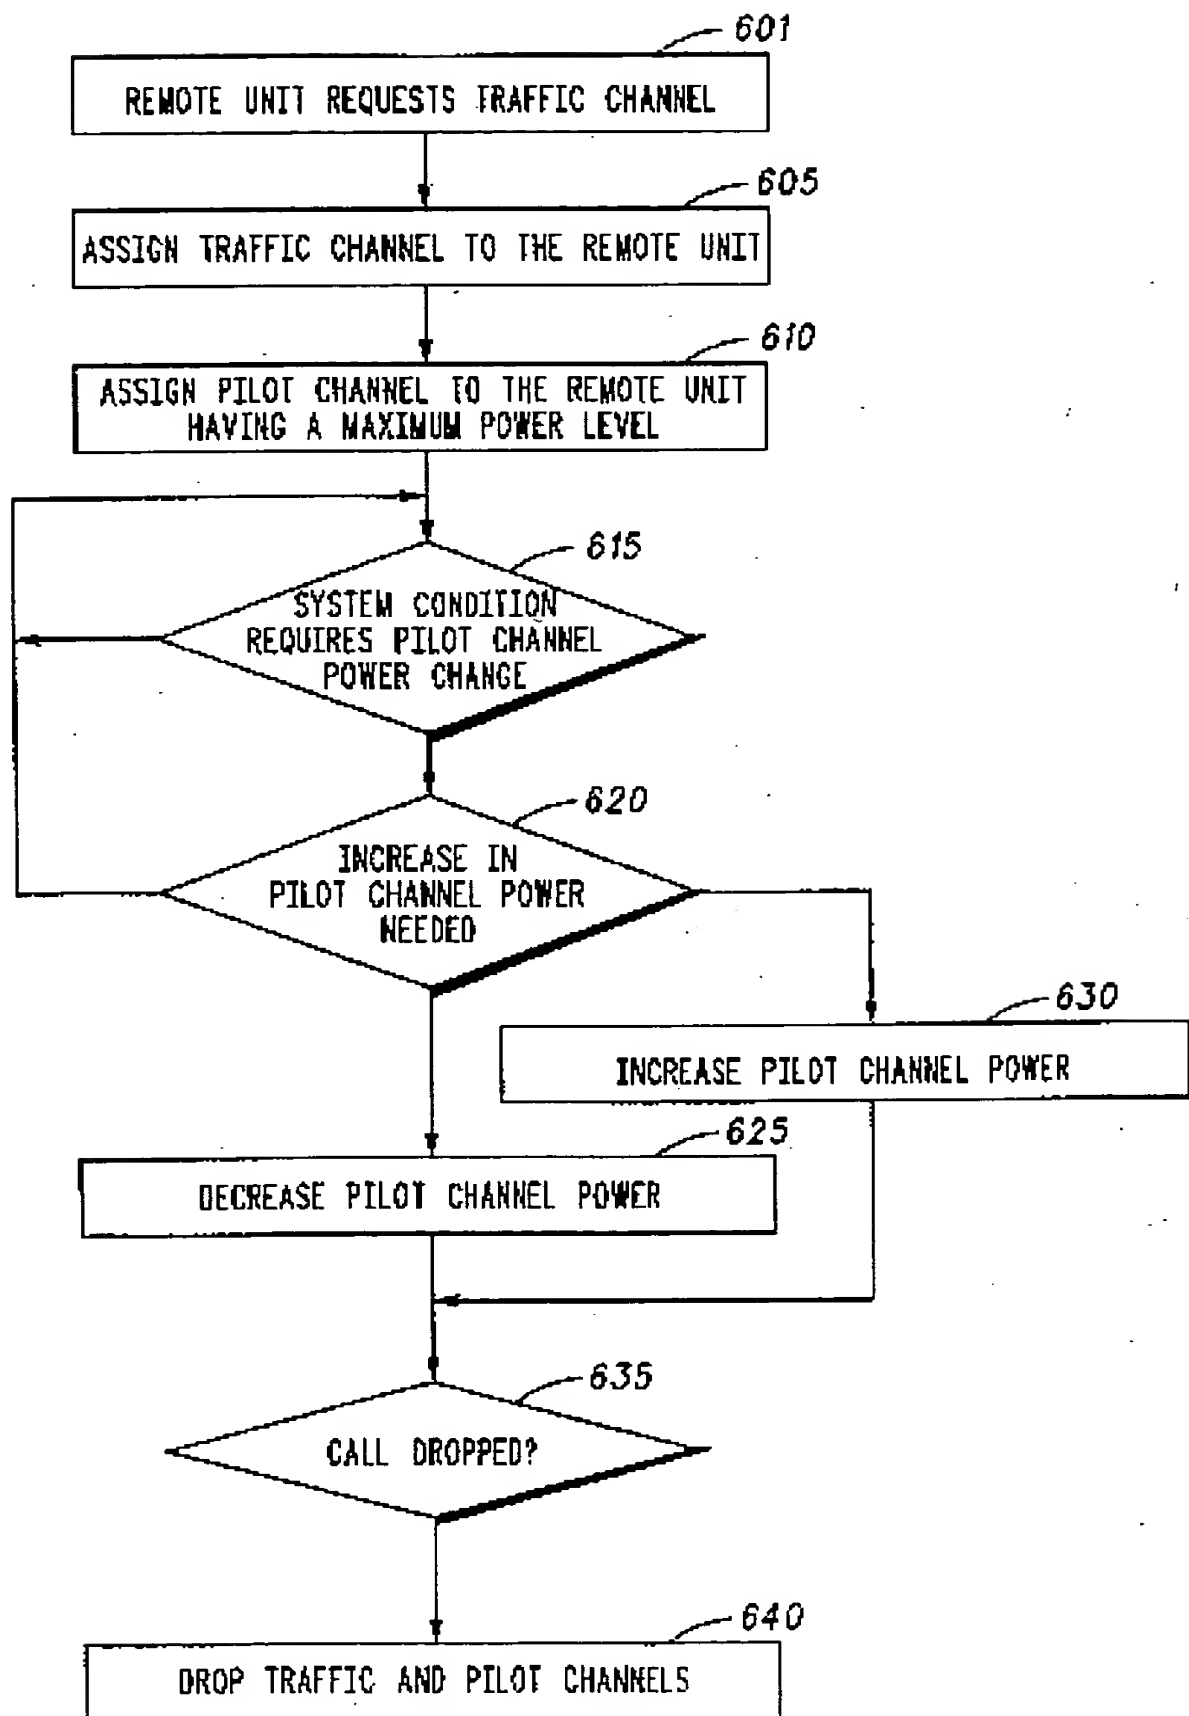 601
REMOTE UNIT REQUESTS TRAFFIC CHANNEL
605
ASSIGN TRAFFIC CHANNEL TO THE REMOTE UNIT
610
ASSIGN PILOT CHANNEL TO THE REMOTE UNIT
HAVING A MAXIMUM POWER LEVEL
615
SYSTEM CONDITION
REQUIRES PILOT CHANNEL
POWER CHANGE
620
INCREASE IN
PILOT CHANNEL POWER
NEEDED
630
INCREASE PILOT CHANNEL POWER
625
DECREASE PILOT CHANNEL POWER
635
CALL DROPPED?
640
DROP TRAFFIC AND PILOT CHANNELS